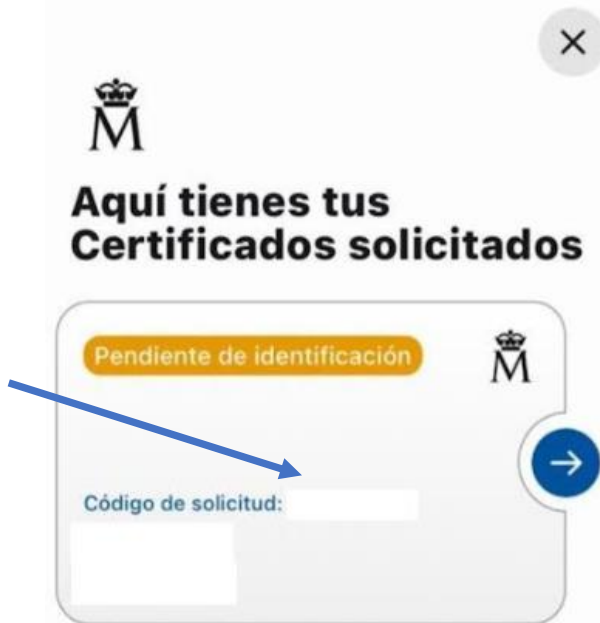 M
Aquí tienes tus
Certificados solicitados
Pendiente de identificación
M
Código de solicitud: